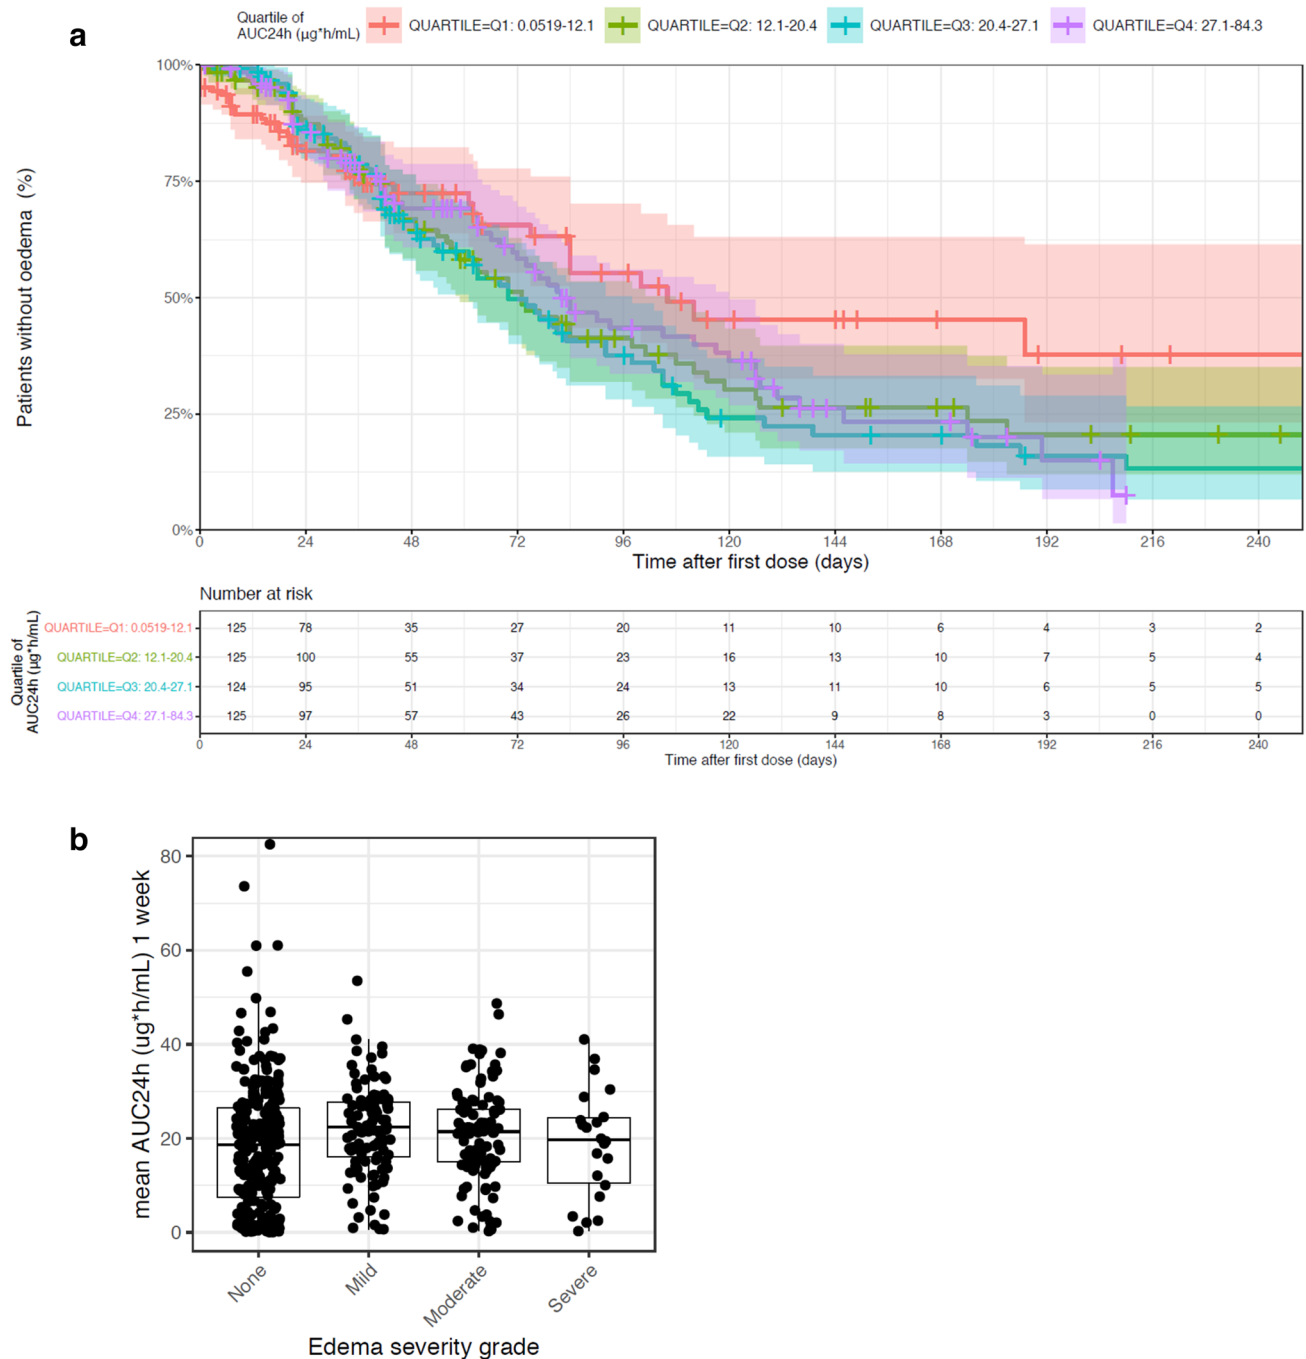 a
Quartile of
AUC24h (µg*h/mL)
QUARTILE=Q1: 0.0519-12.1
QUARTILE=Q2: 12.1-20.4
QUARTILE=Q3: 20.4-27.1
QUARTILE=Q4: 27.1-84.3
Patients without oedema (%)
100%
75%
50%
25%
0%
0 24 48 72 96 120 144 168 192 216 240
Time after first dose (days)
Number at risk
Quartile of
AUC24h (µg*h/mL)
QUARTILE=Q1: 0.0519-12.1 125 78 35 27 20 11 10 6 4 3 2
QUARTILE=Q2: 12.1-20.4 125 100 55 37 23 16 13 10 7 5 4
QUARTILE=Q3: 20.4-27.1 124 95 51 34 24 13 11 10 6 5 5
QUARTILE=Q4: 27.1-84.3 125 97 57 43 26 22 9 8 3 0 0
0 24 48 72 96 120 144 168 192 216 240
Time after first dose (days)
b
mean AUC24h (ug*h/mL) 1 week
80
60
40
20
0
None Mild Moderate Severe
Edema severity grade